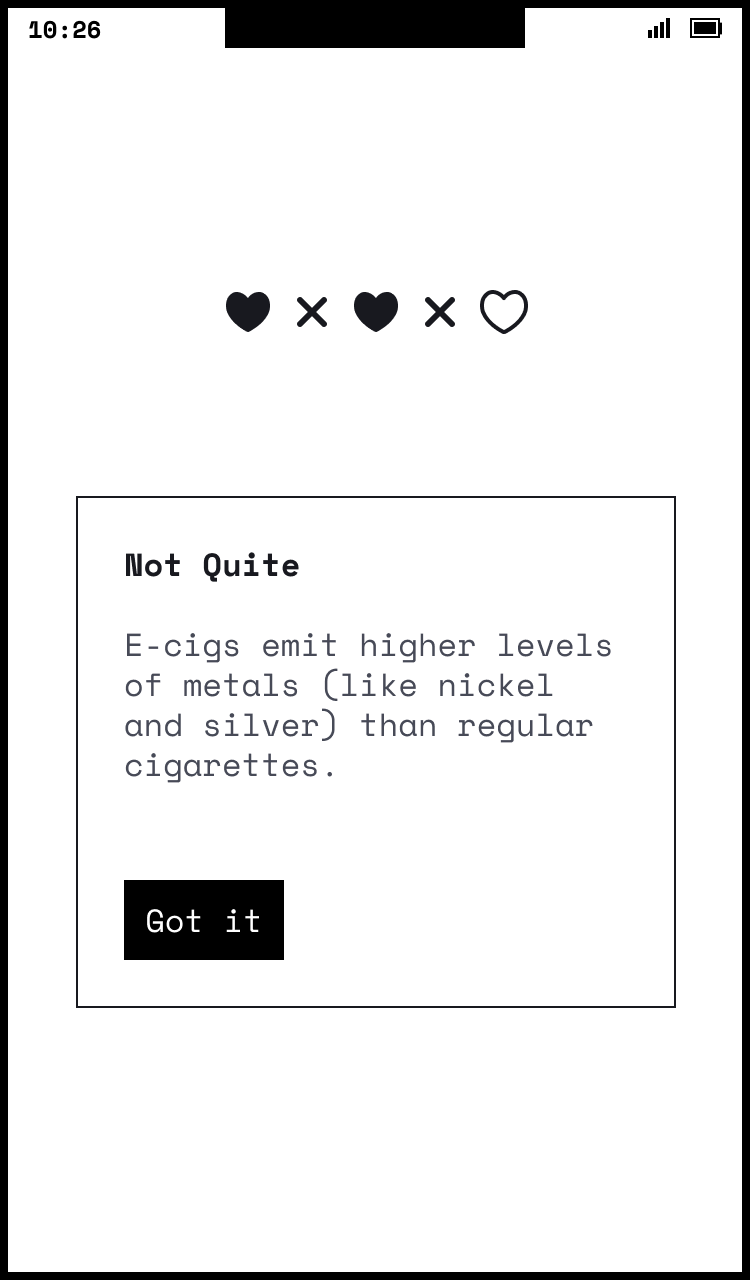 10:26
Not Quite
E-cigs emit higher levels
of metals (like nickel
and silver) than regular
cigarettes.
Got it